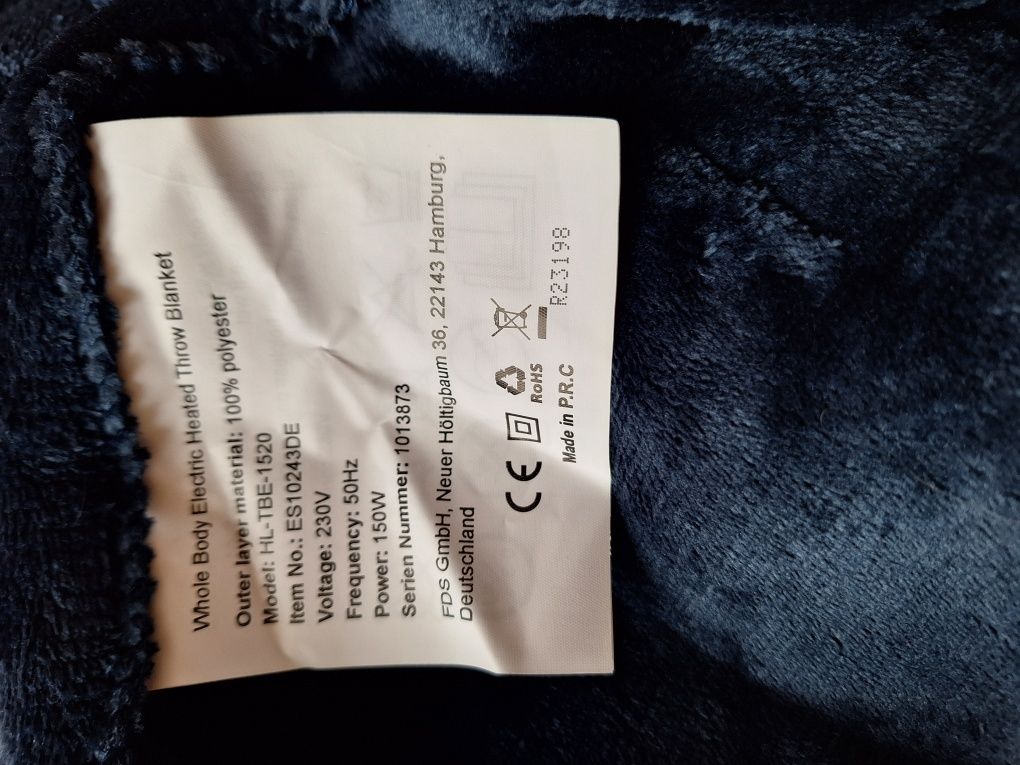 Whole Body Electric Heated Throw Blanket
Outer layer material: 100% polyester
Model: HL-TBE-1520
Item No.: ES10243DE
Voltage: 230V
Frequency: 50Hz
Power: 150W
Serien Nummer: 1013873
FDS GmbH, Neuer Höltigbaum 36, 22143 Hamburg,
Deutschland
CE
RoHS
Made in P.R.C
R23198